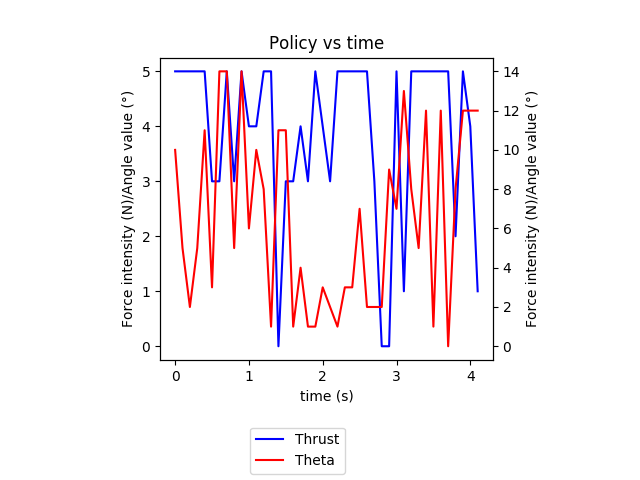 Policy vs time
Force intensity (N)/Angle value (°)
5
4
3
2
1
0
14
12
10
8
6
4
2
0
Force intensity (N)/Angle value (°)
0 1 2 3 4
time (s)
Thrust
Theta